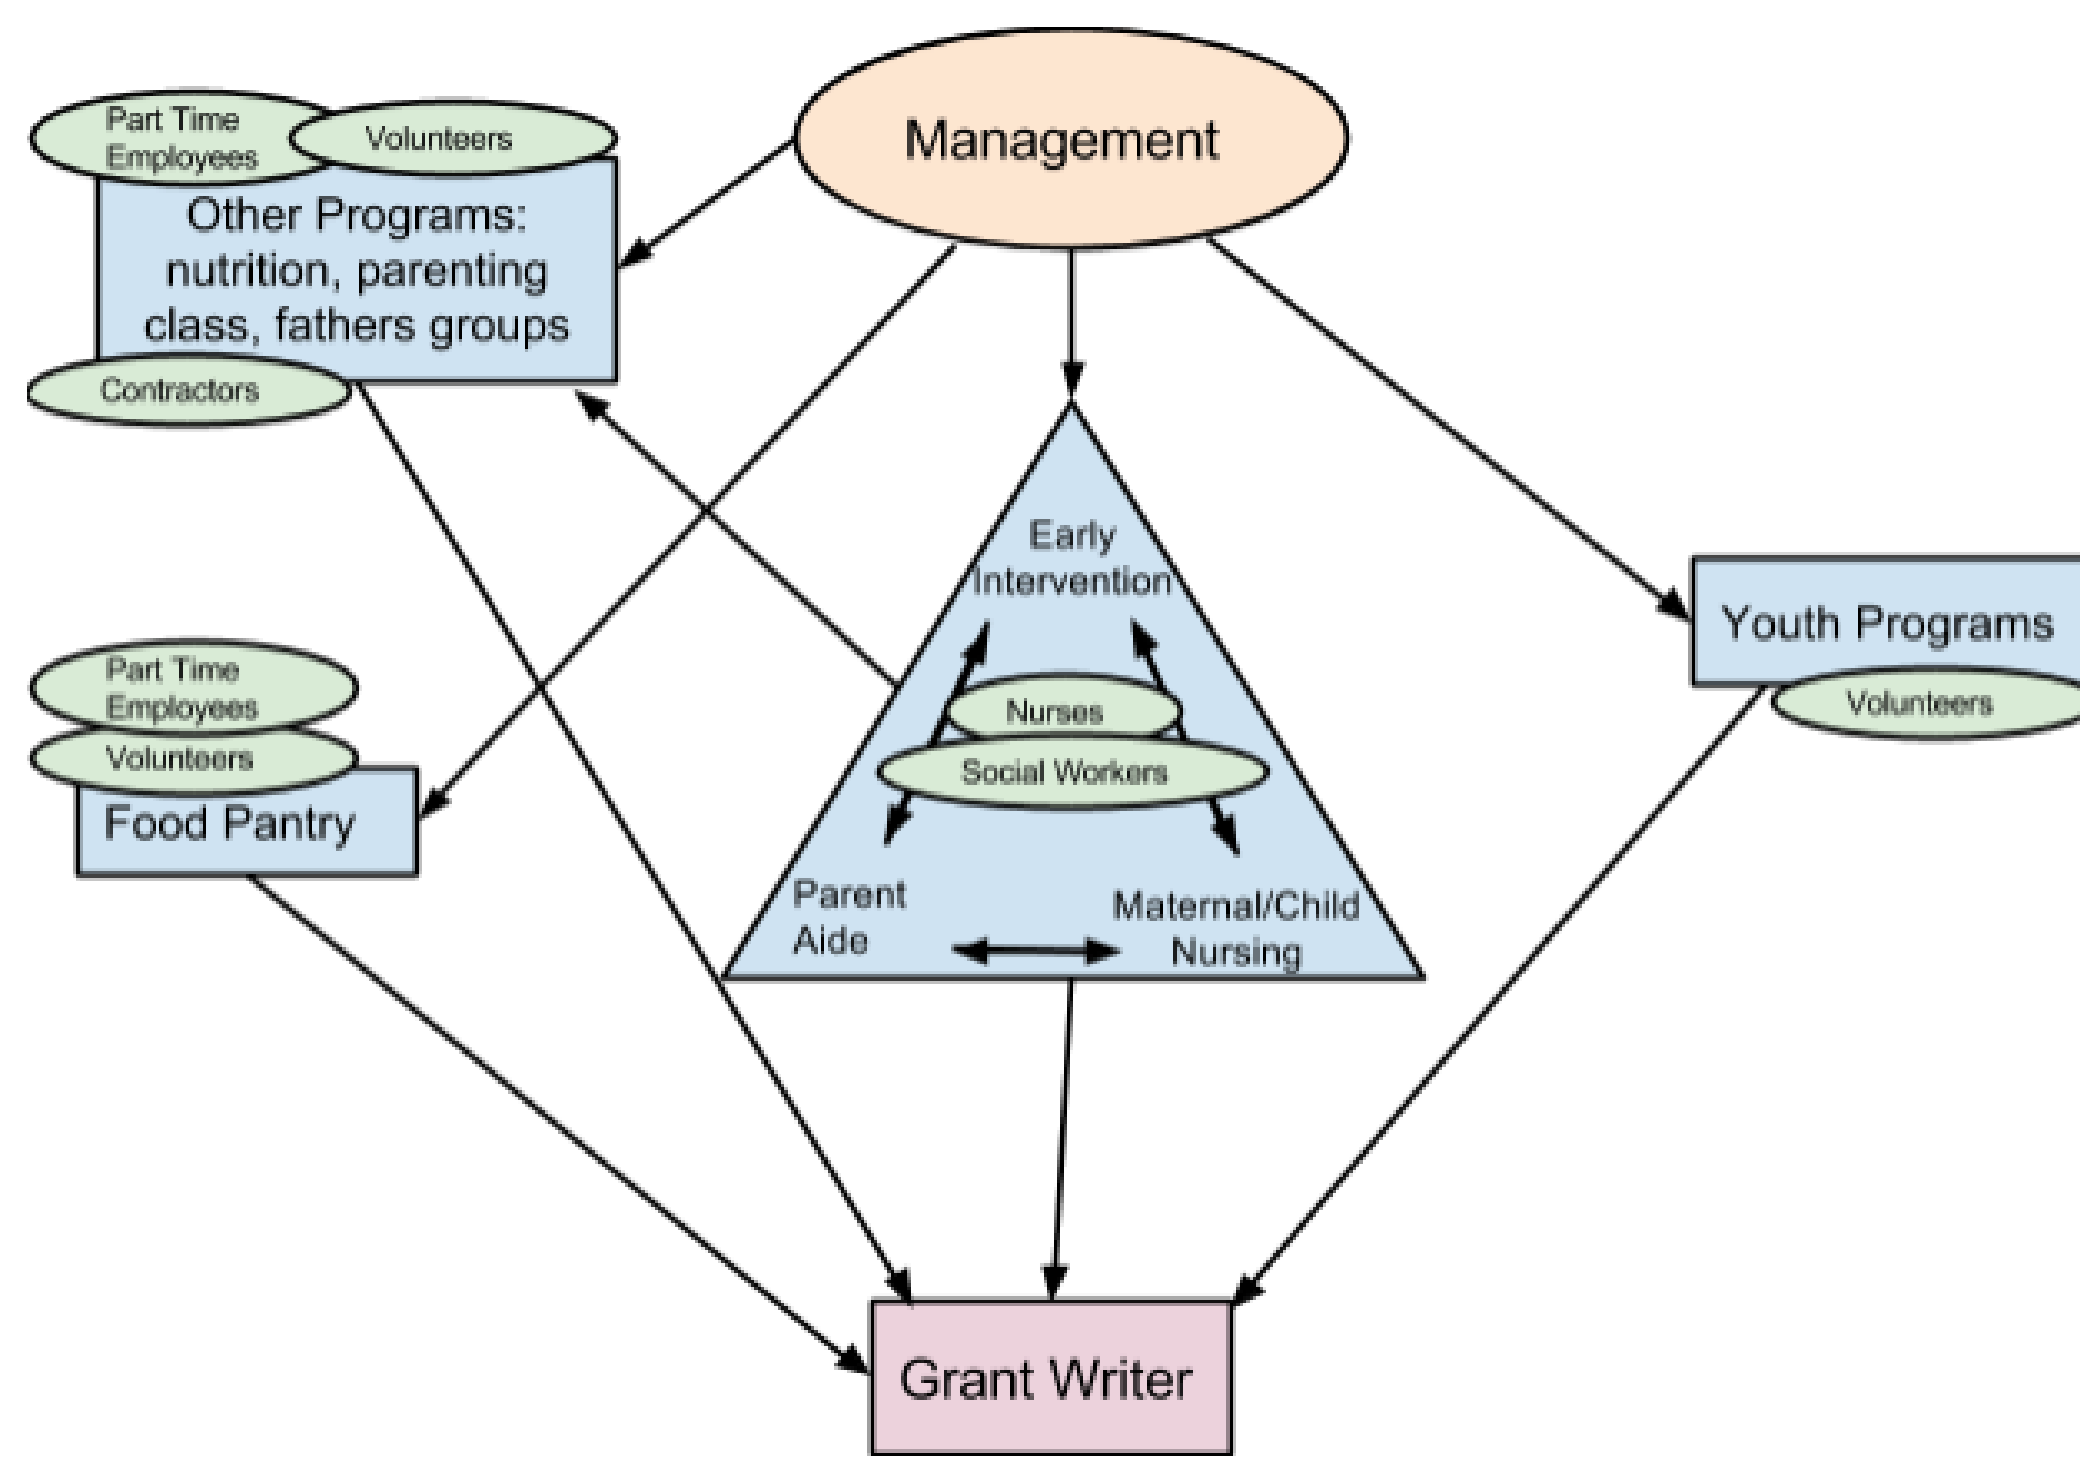 Management
Part Time
Employees
Volunteers
Other Programs:
nutrition, parenting
class, fathers groups
Contractors
Early
Intervention
Youth Programs
Volunteers
Part Time
Employees
Volunteers
Food Pantry
Nurses
Social Workers
Parent
Aide
Maternal/Child
Nursing
Grant Writer